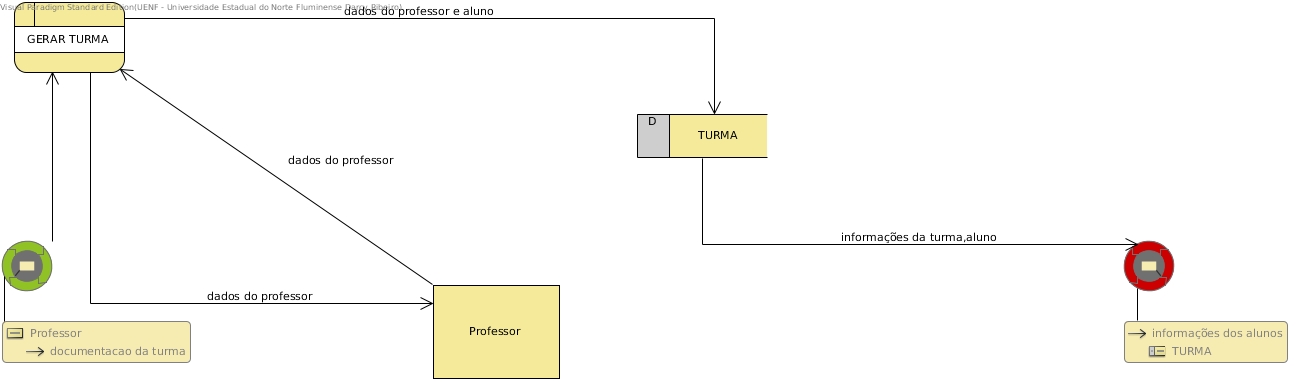 Visual Paradigm Standard Edition(UENF - Universidade Estadual do Norte Fluminense Darcy Ribeiro)
dados do professor e aluno
GERAR TURMA
D
TURMA
dados do professor
informações da turma,aluno
dados do professor
Professor
Professor
documentacao da turma
informações dos alunos
TURMA